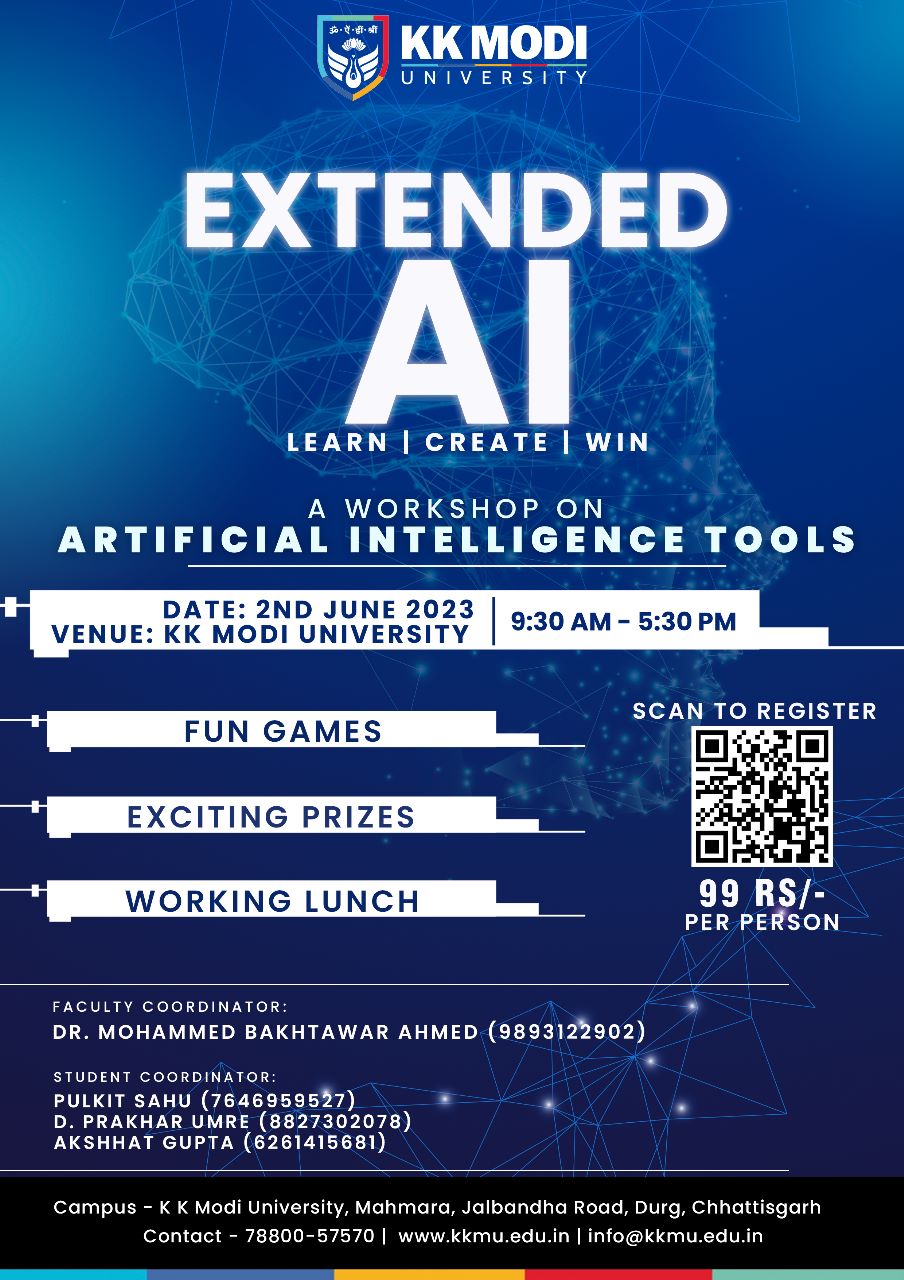 ॐ · ऐं · ह्रीं · श्रीं
KK MODI
UNIVERSITY
EXTENDED
AI
LEARN | CREATE | WIN
A WORKSHOP ON
ARTIFICIAL INTELLIGENCE TOOLS
DATE: 2ND JUNE 2023
VENUE: KK MODI UNIVERSITY
9:30 AM - 5:30 PM
FUN GAMES
EXCITING PRIZES
WORKING LUNCH
SCAN TO REGISTER
99 RS/-
PER PERSON
FACULTY COORDINATOR:
DR. MOHAMMED BAKHTAWAR AHMED (9893122902)
STUDENT COORDINATOR:
PULKIT SAHU (7646959527)
D. PRAKHAR UMRE (8827302078)
AKSHHAT GUPTA (6261415681)
Campus - K K Modi University, Mahmara, Jalbandha Road, Durg, Chhattisgarh
Contact - 78800-57570 | www.kkmu.edu.in | info@kkmu.edu.in